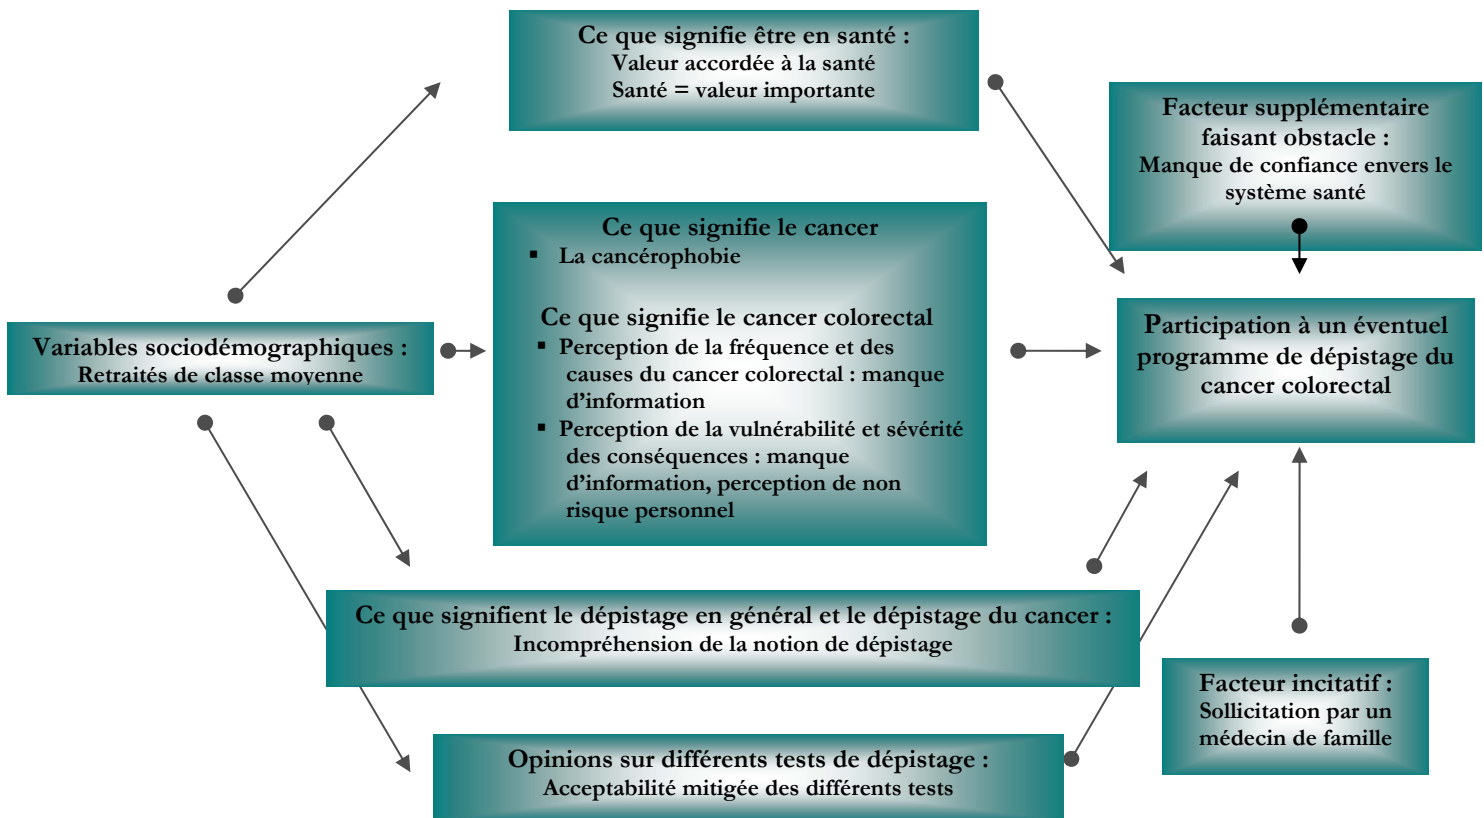 Ce que signifie être en santé :
Valeur accordée à la santé
Santé = valeur importante
Facteur supplémentaire
faisant obstacle :
Manque de confiance envers le
système santé
Ce que signifie le cancer
▪ La cancérophobie
Ce que signifie le cancer colorectal
▪ Perception de la fréquence et des
causes du cancer colorectal : manque
d’information
▪ Perception de la vulnérabilité et sévérité
des conséquences : manque
d’information, perception de non
risque personnel
Variables sociodémographiques :
Retraités de classe moyenne
Participation à un éventuel
programme de dépistage du
cancer colorectal
Ce que signifient le dépistage en général et le dépistage du cancer :
Incompréhension de la notion de dépistage
Facteur incitatif :
Sollicitation par un
médecin de famille
Opinions sur différents tests de dépistage :
Acceptabilité mitigée des différents tests